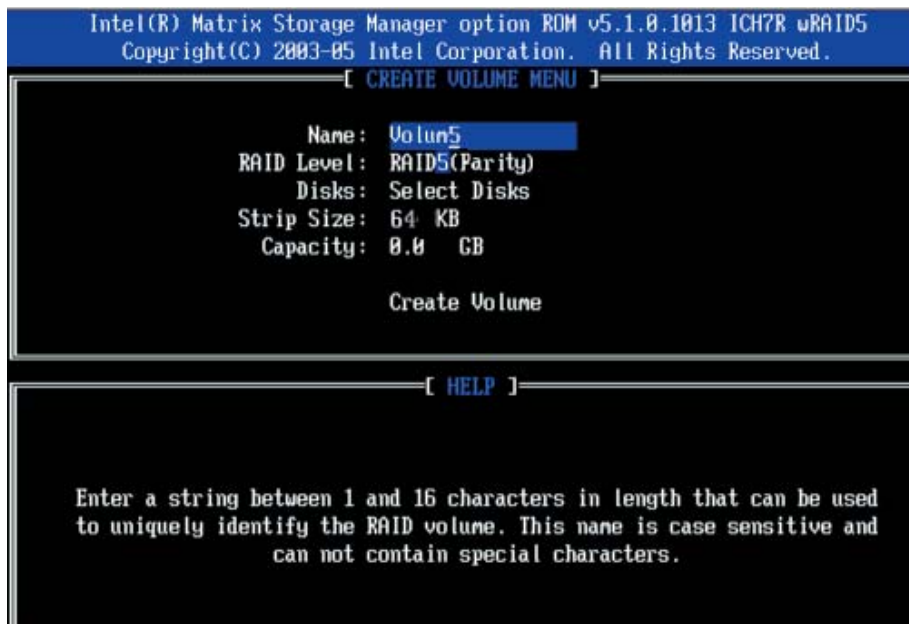 Intel(R) Matrix Storage Manager option ROM v5.1.0.1013 ICH7R wRAID5
Copyright(C) 2003-05 Intel Corporation. All Rights Reserved.
[ CREATE VOLUME MENU ]
Name: Volum5
RAID Level: RAID5(Parity)
Disks: Select Disks
Strip Size: 64 KB
Capacity: 0.0 GB
Create Volume
[ HELP ]
Enter a string between 1 and 16 characters in length that can be used
to uniquely identify the RAID volume. This name is case sensitive and
can not contain special characters.